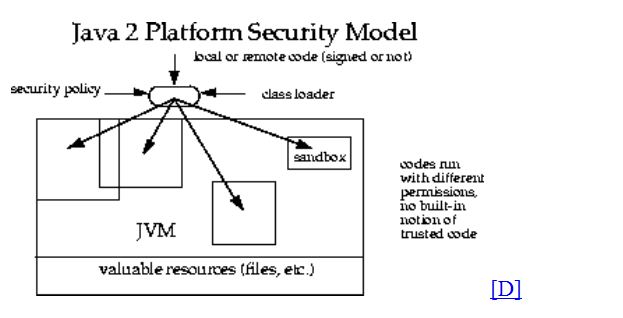 Java 2 Platform Security Model
local or remote code (signed or not)
security policy
class loader
sandbox
codes run
with different
permissions,
no built-in
notion of
trusted code
JVM
valuable resources (files, etc.)
[D]